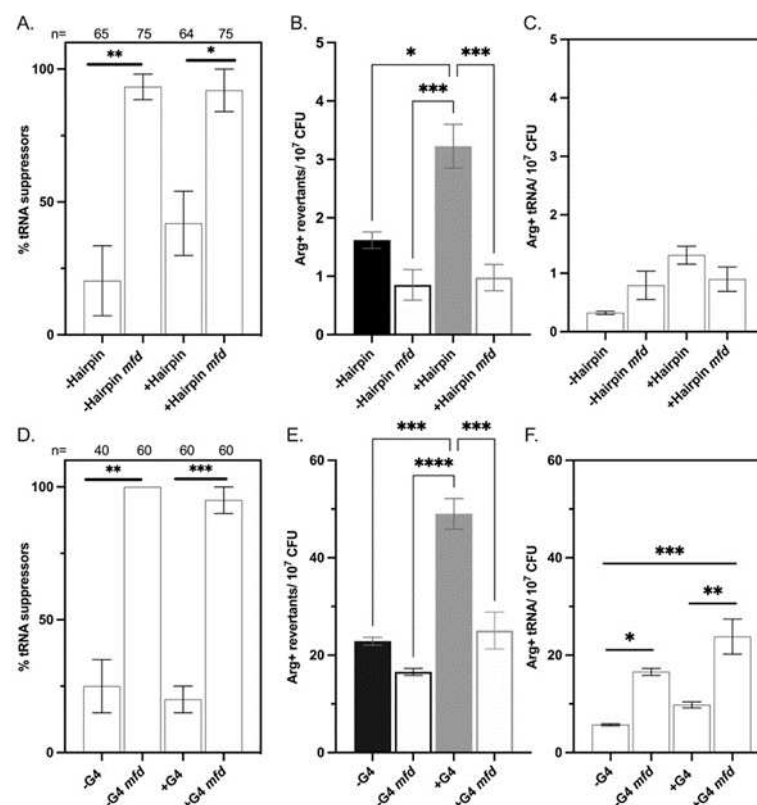 A.
n= 65 75 64 75
** *
% tRNA suppressors
100
50
0
-Hairpin
-Hairpin mfd
+Hairpin
+Hairpin mfd
B.
* ***
***
Arg+ revertants/ 10⁷ CFU
5
4
3
2
1
0
-Hairpin
-Hairpin mfd
+Hairpin
+Hairpin mfd
C.
Arg+ tRNA/ 10⁷ CFU
5
4
3
2
1
0
-Hairpin
-Hairpin mfd
+Hairpin
+Hairpin mfd
D.
n= 40 60 60 60
** ***
% tRNA suppressors
100
50
0
-G4
-G4 mfd
+G4
+G4 mfd
E.
*** ***
****
Arg+ revertants/ 10⁷ CFU
60
40
20
0
-G4
-G4 mfd
+G4
+G4 mfd
F.
***
**
*
Arg+ tRNA/ 10⁷ CFU
60
40
20
0
-G4
-G4 mfd
+G4
+G4 mfd